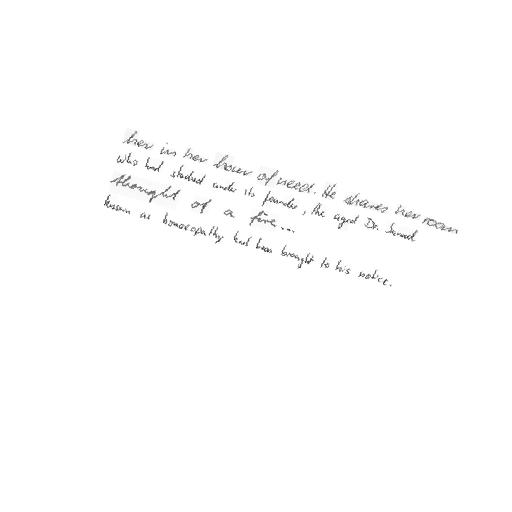 her in her hour of need. He shares her room
who had studied under its founder, the aged Dr. Samuel
thought of a fire...
known as homoeopathy had been brought to his notice.